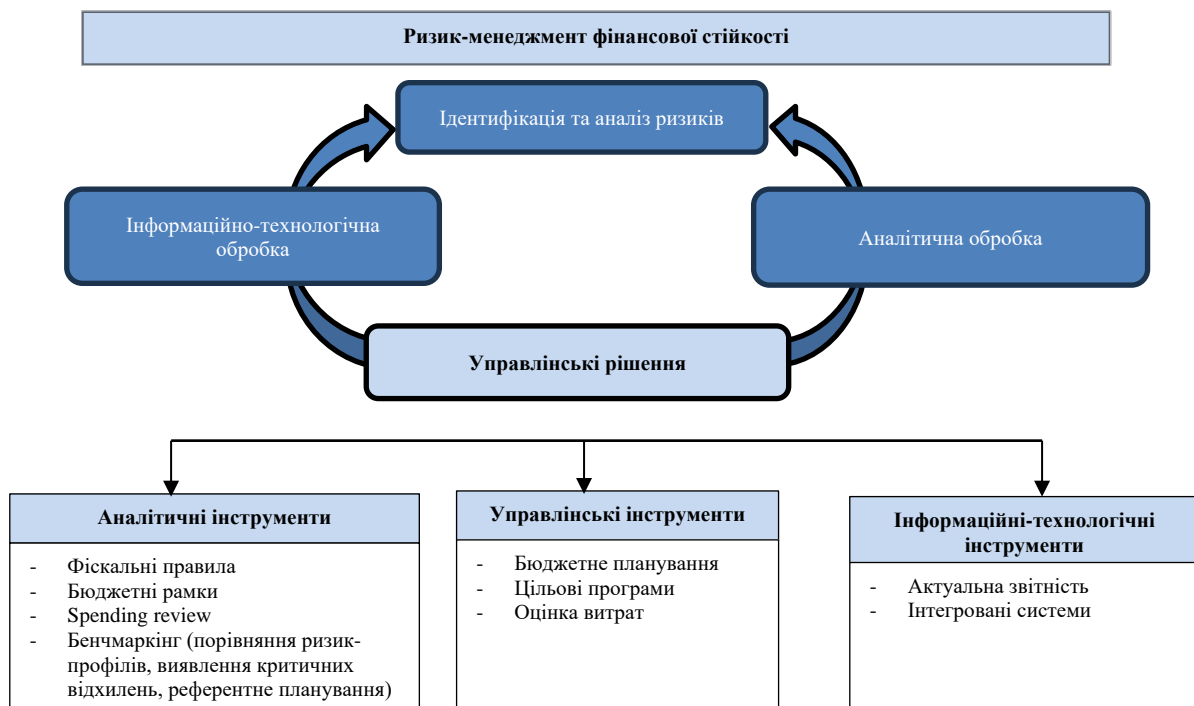 Ризик-менеджмент фінансової стійкості
Ідентифікація та аналіз ризиків
Інформаційно-технологічна
обробка
Аналітична обробка
Управлінські рішення
Аналітичні інструменти
- Фіскальні правила
- Бюджетні рамки
- Spending review
- Бенчмаркінг (порівняння ризик-
профілів, виявлення критичних
відхилень, референтне планування)
Управлінські інструменти
- Бюджетне планування
- Цільові програми
- Оцінка витрат
Інформаційні-технологічні
інструменти
- Актуальна звітність
- Інтегровані системи